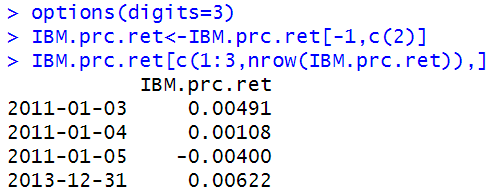 > options(digits=3)
> IBM.prc.ret<-IBM.prc.ret[-1,c(2)]
> IBM.prc.ret[c(1:3,nrow(IBM.prc.ret)),]
           IBM.prc.ret
2011-01-03     0.00491
2011-01-04     0.00108
2011-01-05    -0.00400
2013-12-31     0.00622